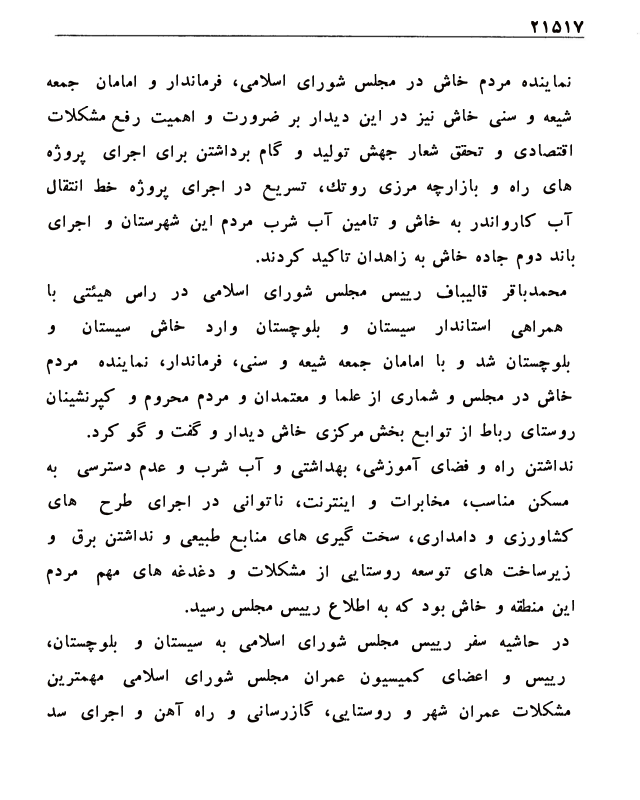 ۲۱۵۱۷
نماینده مردم خاش در مجلس شورای اسلامی، فرماندار و امامان جمعه
شیعه و سنی خاش نیز در این دیدار بر ضرورت و اهمیت رفع مشکلات
اقتصادی و تحقق شعار جهش تولید و گام برداشتن برای اجرای پروژه
های راه و بازارچه مرزی روتك، تسریع در اجرای پروژه خط انتقال
آب کارواندر به خاش و تامین آب شرب مردم این شهرستان و اجرای
باند دوم جاده خاش به زاهدان تاکید کردند.
محمدباقر قالیباف رییس مجلس شورای اسلامی در راس هیئتی با
همراهی استاندار سیستان و بلوچستان وارد خاش سیستان و
بلوچستان شد و با امامان جمعه شیعه و سنی، فرماندار، نماینده مردم
خاش در مجلس و شماری از علما و معتمدان و مردم محروم و کپرنشینان
روستای رباط از توابع بخش مرکزی خاش دیدار و گفت و گو کرد.
نداشتن راه و فضای آموزشی، بهداشتی و آب شرب و عدم دسترسی به
مسکن مناسب، مخابرات و اینترنت، ناتوانی در اجرای طرح های
کشاورزی و دامداری، سخت گیری های منابع طبیعی و نداشتن برق و
زیرساخت های توسعه روستایی از مشکلات و دغدغه های مهم مردم
این منطقه و خاش بود که به اطلاع رییس مجلس رسید.
در حاشیه سفر رییس مجلس شورای اسلامی به سیستان و بلوچستان،
رییس و اعضای کمیسیون عمران مجلس شورای اسلامی مهمترین
مشکلات عمران شهر و روستایی، گازرسانی و راه آهن و اجرای سد